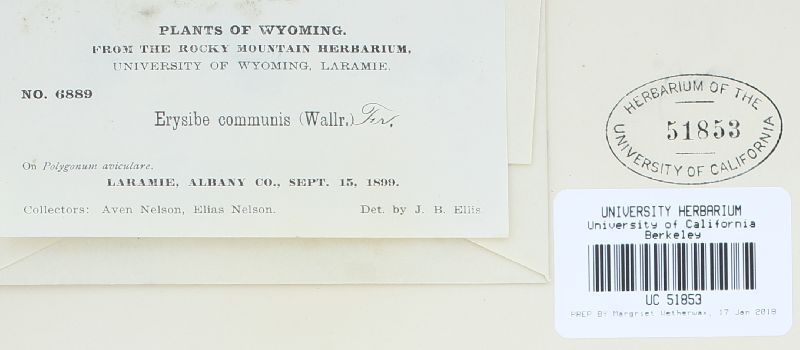 PLANTS OF WYOMING.
FROM THE ROCKY MOUNTAIN HERBARIUM,
UNIVERSITY OF WYOMING, LARAMIE.
NO. 6889
Erysibe communis (Wallr.) Fr.
On Polygonum aviculare.
LARAMIE, ALBANY CO., SEPT. 15, 1899.
Collectors: Aven Nelson, Elias Nelson. Det. by J. B. Ellis.
HERBARIUM OF THE
51853
UNIVERSITY OF CALIFORNIA
UNIVERSITY HERBARIUM
University of California
Berkeley
UC 51853
PREP BY Margriet Wetherwax, 17 Jan 2018